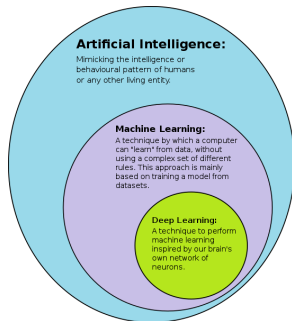 Artificial Intelligence:
Mimicking the intelligence or
behavioural pattern of humans
or any other living entity.
Machine Learning:
A technique by which a computer
can "learn" from data, without
using a complex set of different
rules. This approach is mainly
based on training a model from
datasets.
Deep Learning:
A technique to perform
machine learning
inspired by our brain's
own network of
neurons.